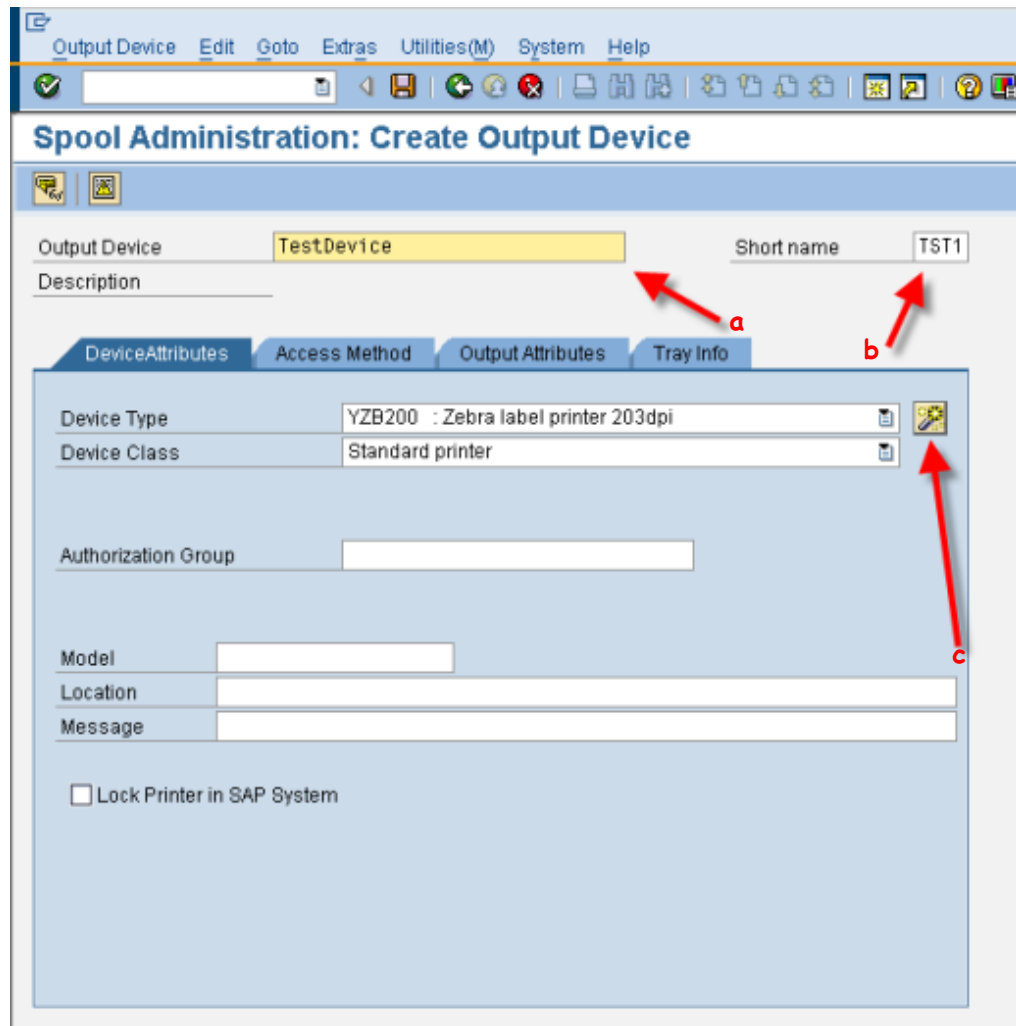 Output Device Edit Goto Extras Utilities(M) System Help
Spool Administration: Create Output Device
Output Device TestDevice Short name TST1
Description
a
b
DeviceAttributes Access Method Output Attributes Tray Info
Device Type YZB200 : Zebra label printer 203dpi
Device Class Standard printer
Authorization Group
c
Model
Location
Message
Lock Printer in SAP System